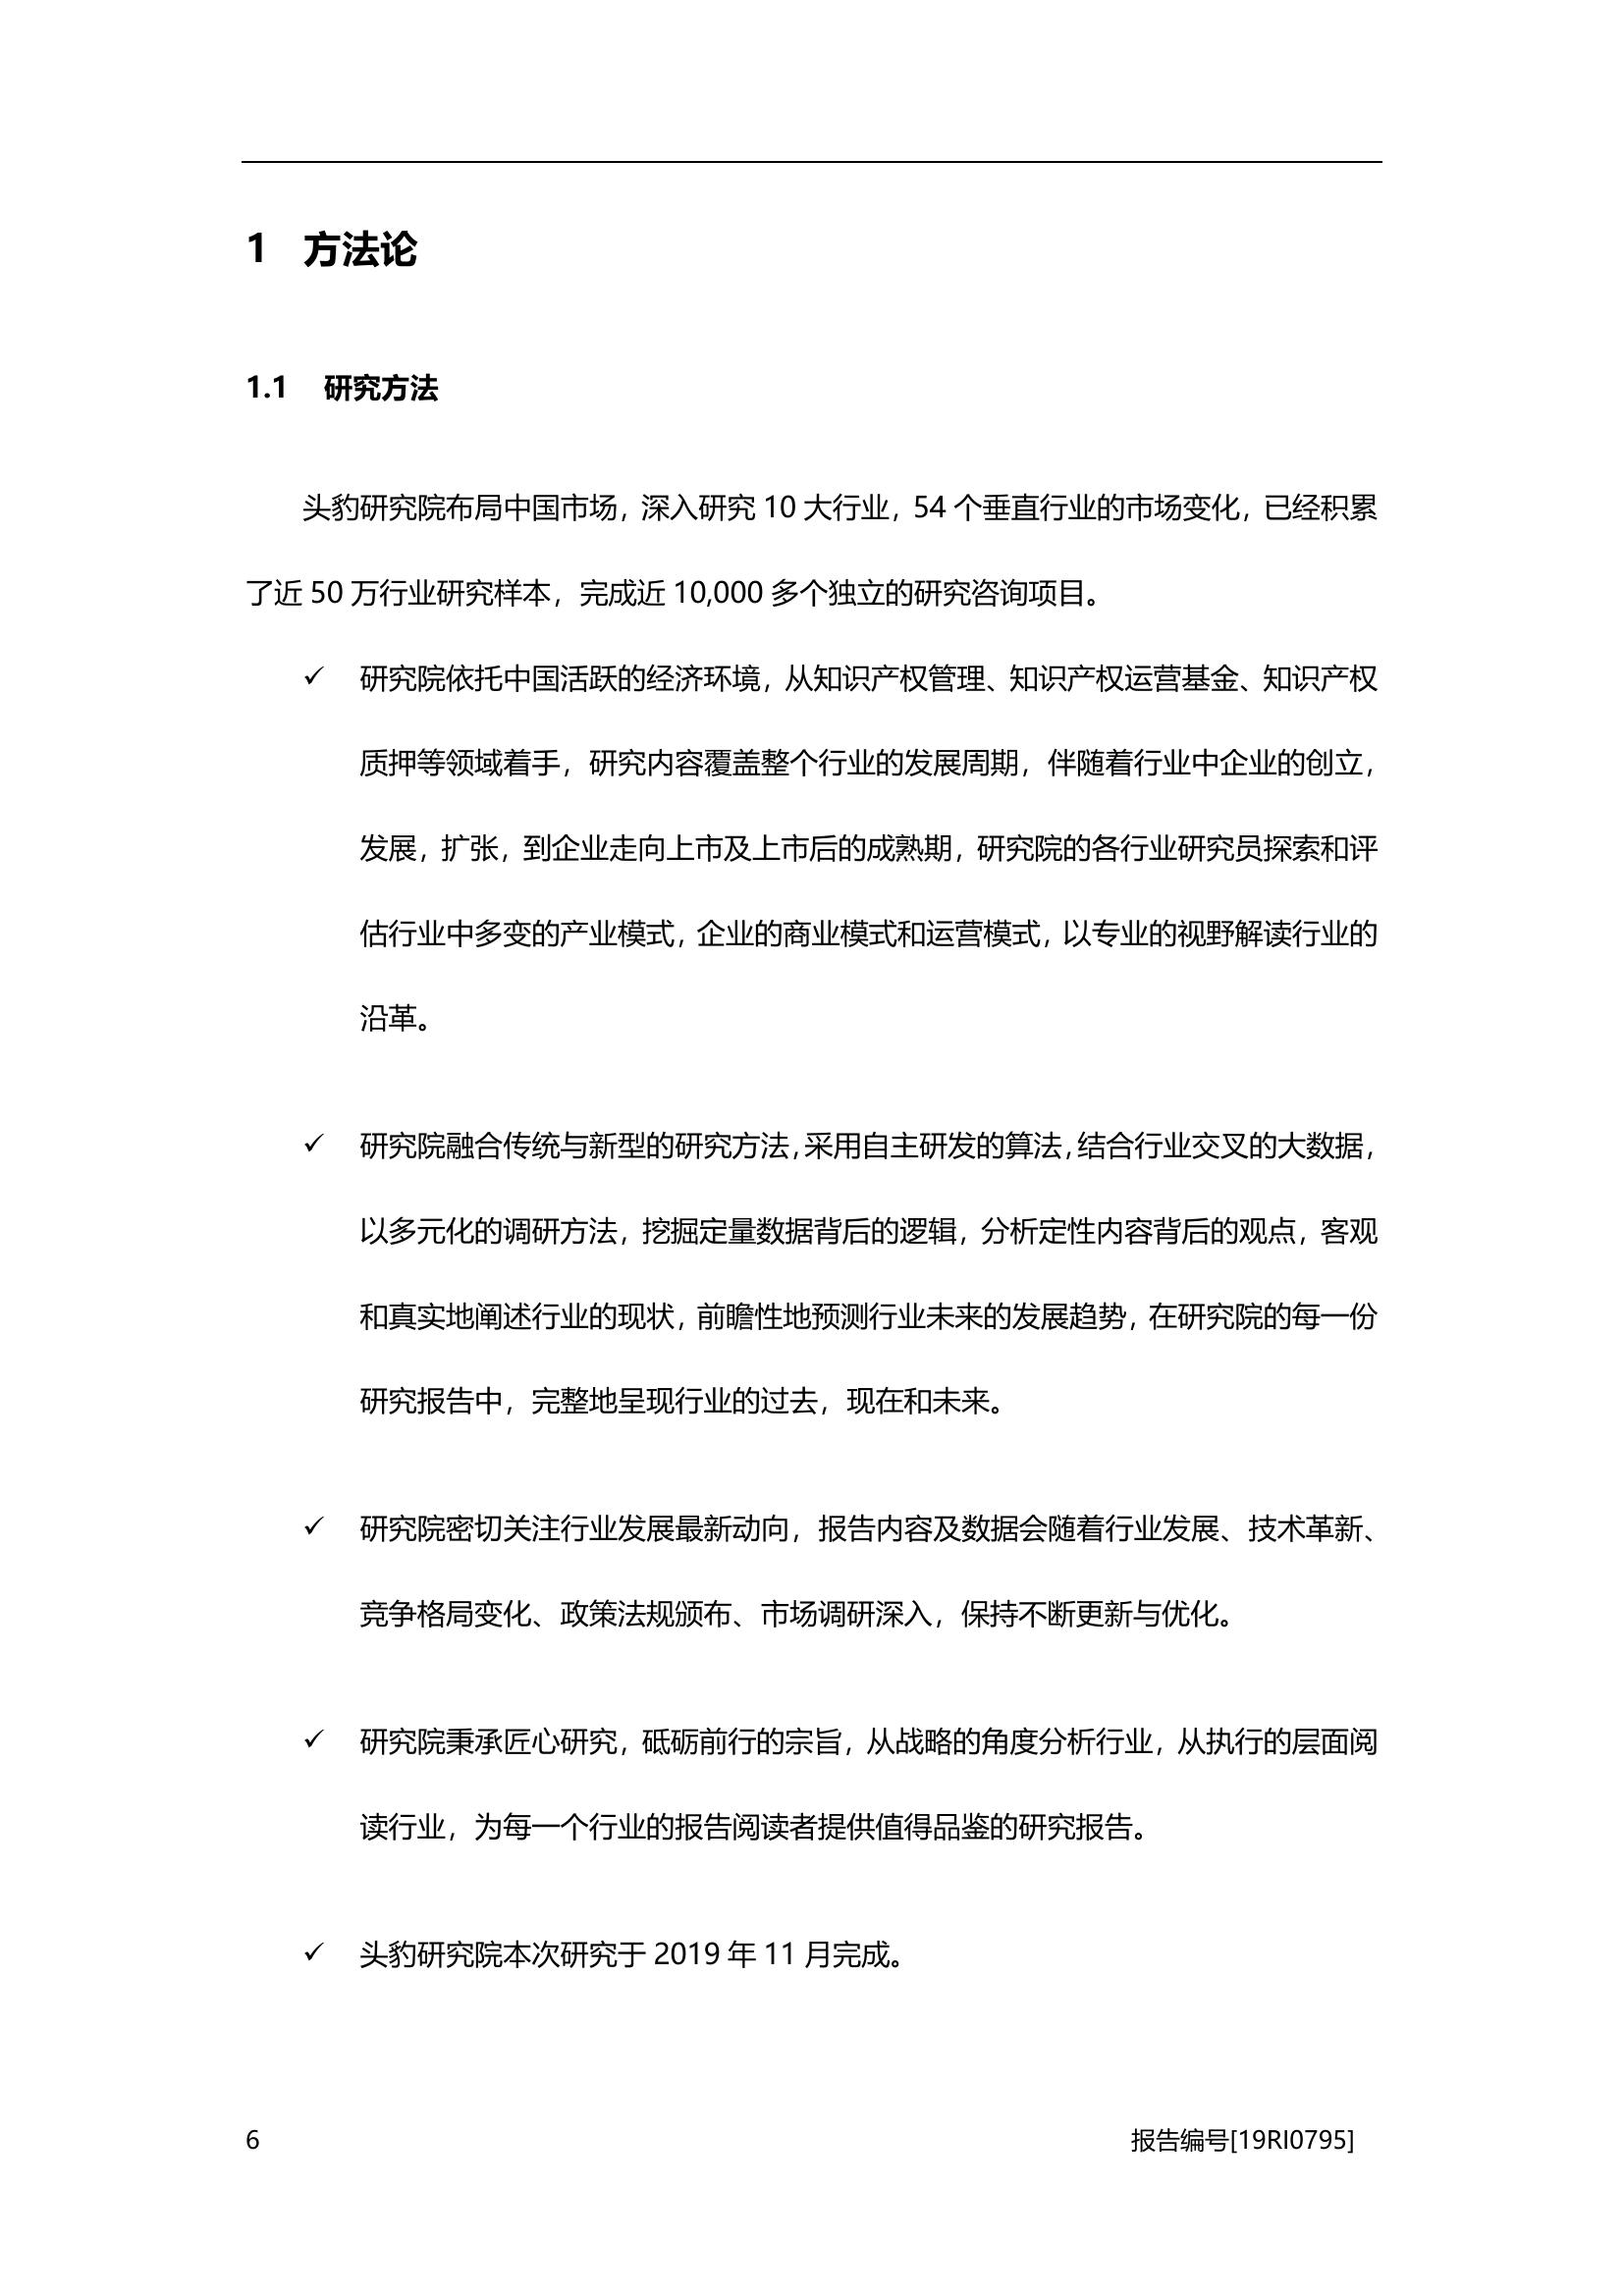 1 方法论
1.1 研究方法
头豹研究院布局中国市场，深入研究 10 大行业，54 个垂直行业的市场变化，已经积累
了近 50 万行业研究样本，完成近 10,000 多个独立的研究咨询项目。
✓ 研究院依托中国活跃的经济环境，从知识产权管理、知识产权运营基金、知识产权
质押等领域着手，研究内容覆盖整个行业的发展周期，伴随着行业中企业的创立，
发展，扩张，到企业走向上市及上市后的成熟期，研究院的各行业研究员探索和评
估行业中多变的产业模式，企业的商业模式和运营模式，以专业的视野解读行业的
沿革。
✓ 研究院融合传统与新型的研究方法，采用自主研发的算法，结合行业交叉的大数据，
以多元化的调研方法，挖掘定量数据背后的逻辑，分析定性内容背后的观点，客观
和真实地阐述行业的现状，前瞻性地预测行业未来的发展趋势，在研究院的每一份
研究报告中，完整地呈现行业的过去，现在和未来。
✓ 研究院密切关注行业发展最新动向，报告内容及数据会随着行业发展、技术革新、
竞争格局变化、政策法规颁布、市场调研深入，保持不断更新与优化。
✓ 研究院秉承匠心研究，砥砺前行的宗旨，从战略的角度分析行业，从执行的层面阅
读行业，为每一个行业的报告阅读者提供值得品鉴的研究报告。
✓ 头豹研究院本次研究于 2019 年 11 月完成。
6 报告编号[19RI0795]